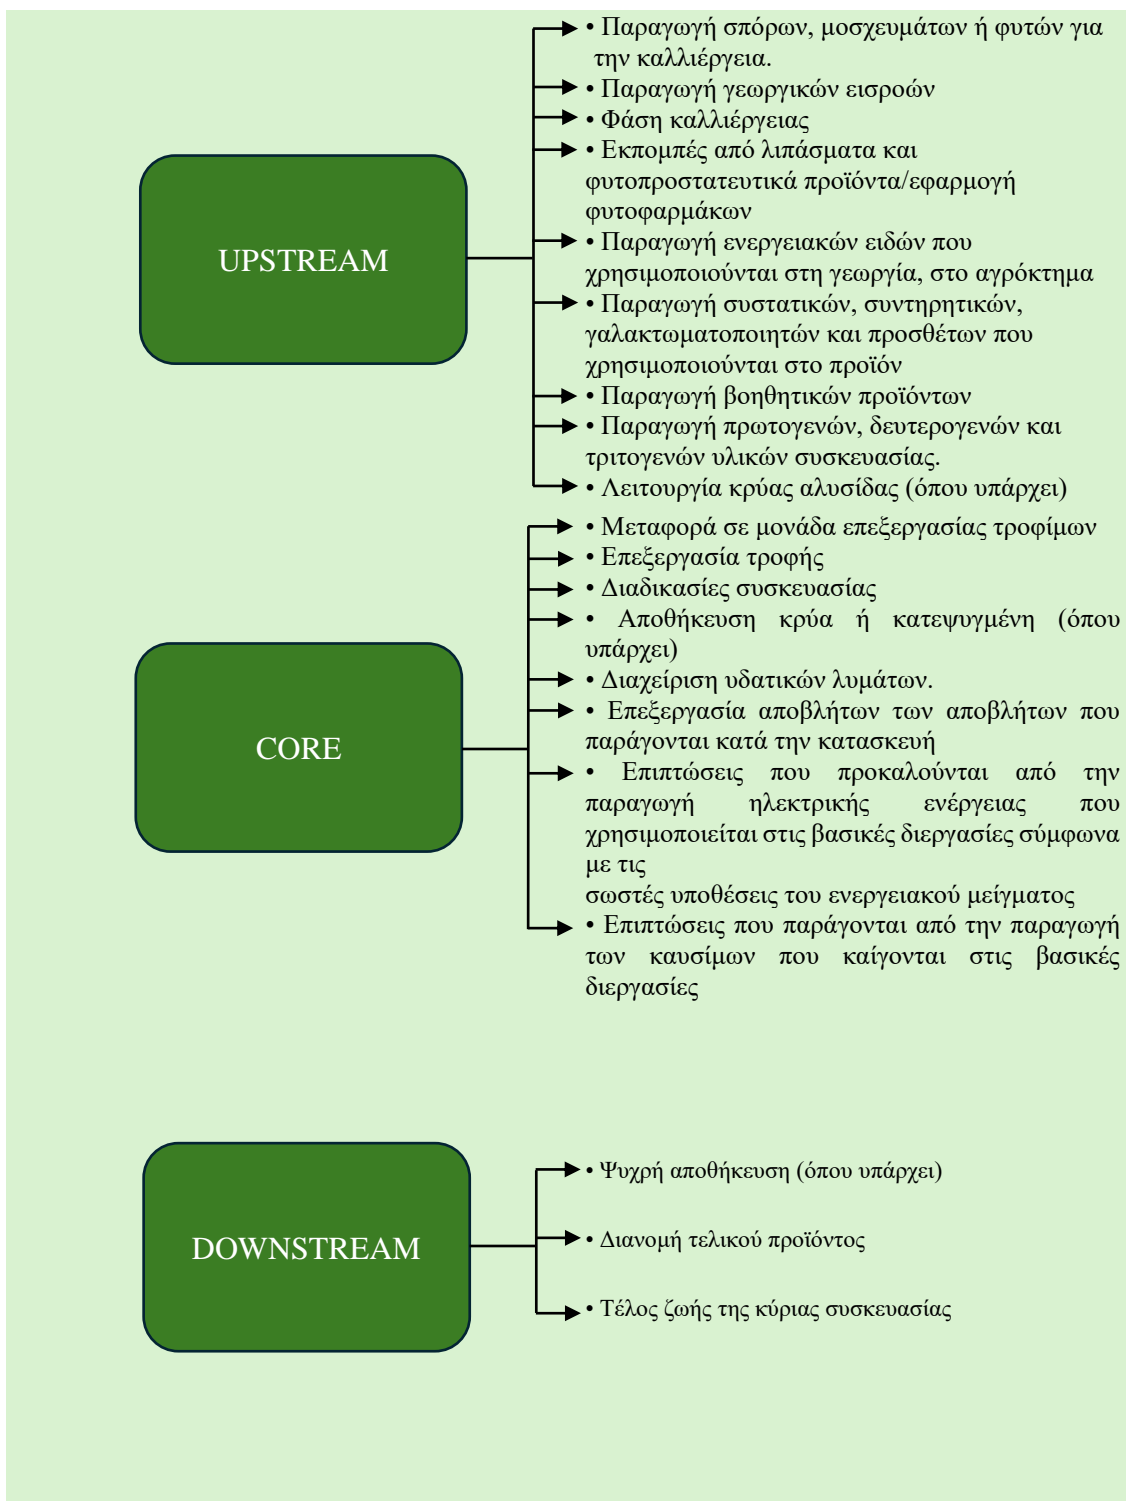 • Παραγωγή σπόρων, μοσχευμάτων ή φυτών για
την καλλιέργεια.
• Παραγωγή γεωργικών εισροών
• Φάση καλλιέργειας
• Εκπομπές από λιπάσματα και
φυτοπροστατευτικά προϊόντα/εφαρμογή
φυτοφαρμάκων
UPSTREAM
• Παραγωγή ενεργειακών ειδών που
χρησιμοποιούνται στη γεωργία, στο αγρόκτημα
• Παραγωγή συστατικών, συντηρητικών,
γαλακτωματοποιητών και προσθέτων που
χρησιμοποιούνται στο προϊόν
• Παραγωγή βοηθητικών προϊόντων
• Παραγωγή πρωτογενών, δευτερογενών και
τριτογενών υλικών συσκευασίας.
• Λειτουργία κρύας αλυσίδας (όπου υπάρχει)
• Μεταφορά σε μονάδα επεξεργασίας τροφίμων
• Επεξεργασία τροφής
• Διαδικασίες συσκευασίας
• Αποθήκευση κρύα ή κατεψυγμένη (όπου
υπάρχει)
• Διαχείριση υδατικών λυμάτων.
• Επεξεργασία αποβλήτων των αποβλήτων που
παράγονται κατά την κατασκευή
CORE
• Επιπτώσεις που προκαλούνται από την
παραγωγή ηλεκτρικής ενέργειας που
χρησιμοποιείται στις βασικές διεργασίες σύμφωνα
με τις
σωστές υποθέσεις του ενεργειακού μείγματος
• Επιπτώσεις που παράγονται από την παραγωγή
των καυσίμων που καίγονται στις βασικές
διεργασίες
• Ψυχρή αποθήκευση (όπου υπάρχει)
DOWNSTREAM
• Διανομή τελικού προϊόντος
• Τέλος ζωής της κύριας συσκευασίας